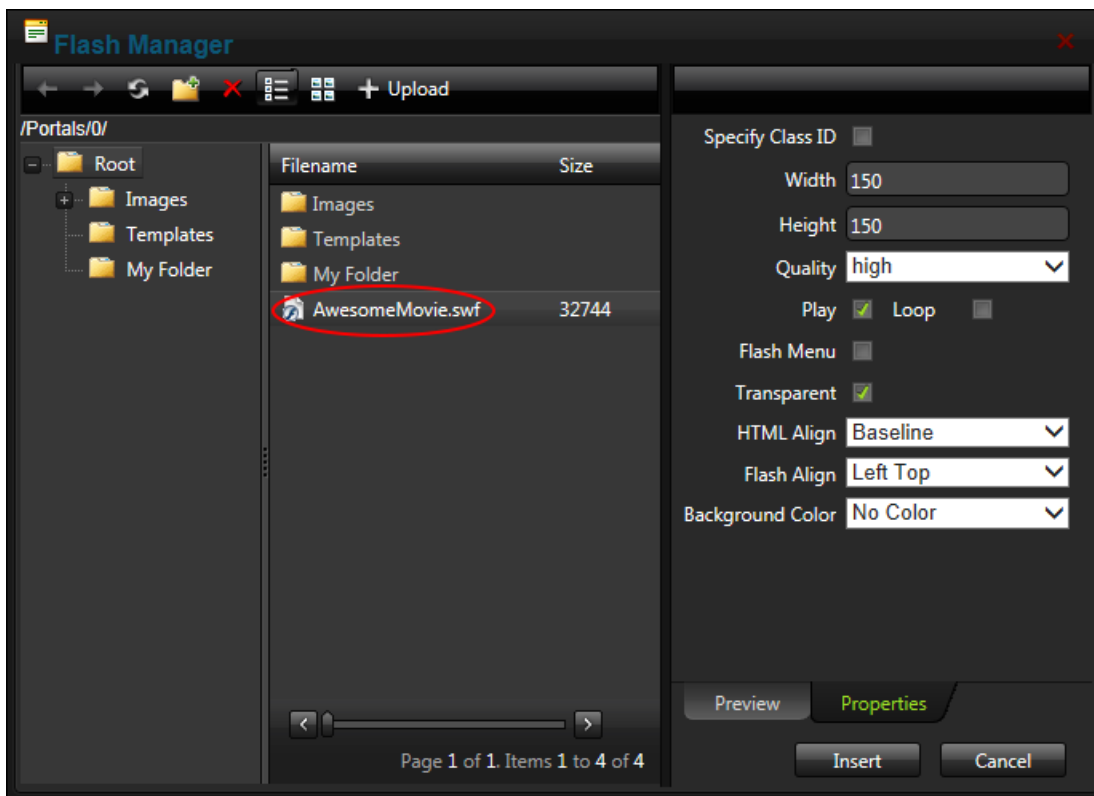 Flash Manager
Upload
/Portals/0/
Root
Images
Templates
My Folder
Filename Size
Images
Templates
My Folder
AwesomeMovie.swf 32744
Page 1 of 1. Items 1 to 4 of 4
Specify Class ID
Width 150
Height 150
Quality high
Play Loop
Flash Menu
Transparent
HTML Align Baseline
Flash Align Left Top
Background Color No Color
Preview Properties
Insert Cancel